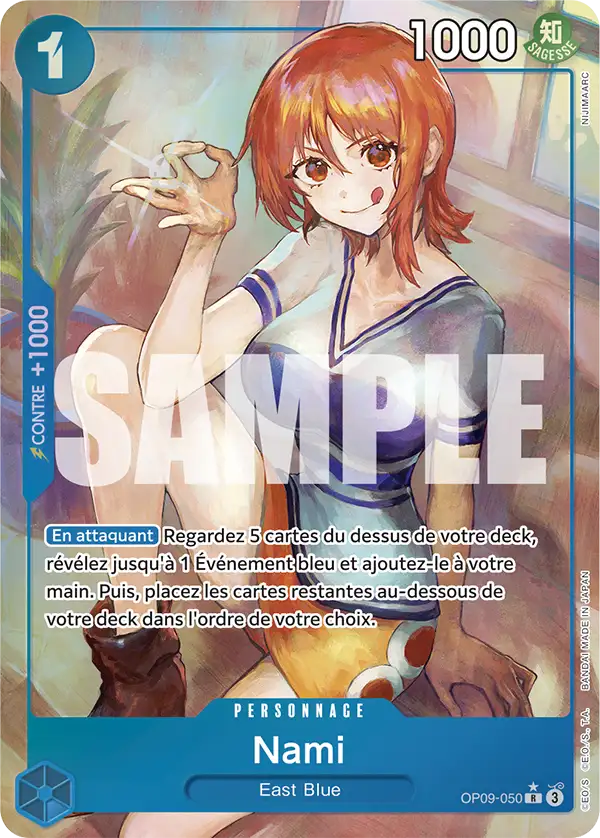 1
1000
知
SAGESSE
NIJIMAARC
CONTRE +1000
SAMPLE
En attaquant Regardez 5 cartes du dessus de votre deck,
révélez jusqu'à 1 Événement bleu et ajoutez-le à votre
main. Puis, placez les cartes restantes au-dessous de
votre deck dans l'ordre de votre choix.
PERSONNAGE
Nami
East Blue
OP09-050 R 3
©E.O./S ©E.O./S., T.A. BANDAI MADE IN JAPAN